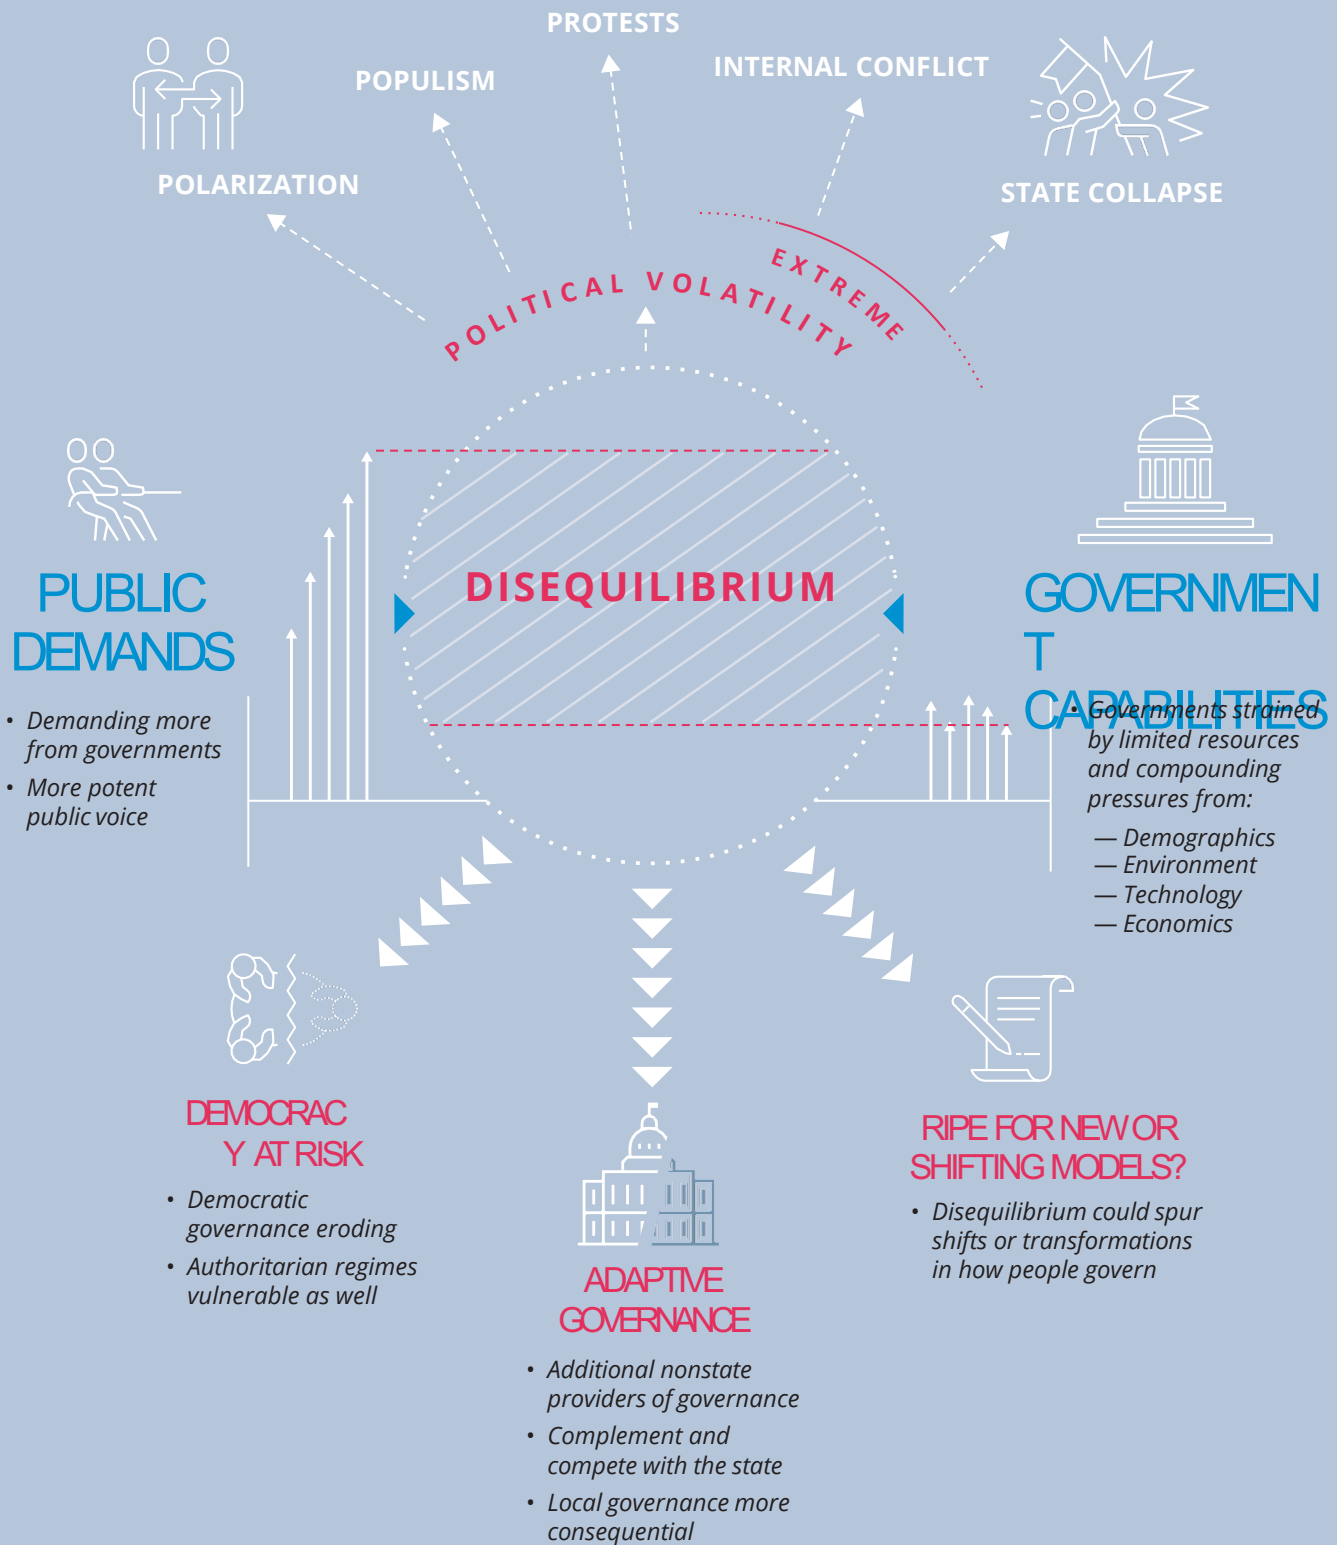 PROTESTS
POPULISM
INTERNAL CONFLICT
POLARIZATION
STATE COLLAPSE
POLITICAL VOLATILITY
EXTREME
DISEQUILIBRIUM
PUBLIC
DEMANDS
• Demanding more
from governments
• More potent
public voice
GOVERNMEN
T
CAPABILITIES
• Governments strained
by limited resources
and compounding
pressures from:
— Demographics
— Environment
— Technology
— Economics
DEMOCRAC
Y AT RISK
• Democratic
governance eroding
• Authoritarian regimes
vulnerable as well
ADAPTIVE
GOVERNANCE
• Additional nonstate
providers of governance
• Complement and
compete with the state
• Local governance more
consequential
RIPE FOR NEW OR
SHIFTING MODELS?
• Disequilibrium could spur
shifts or transformations
in how people govern